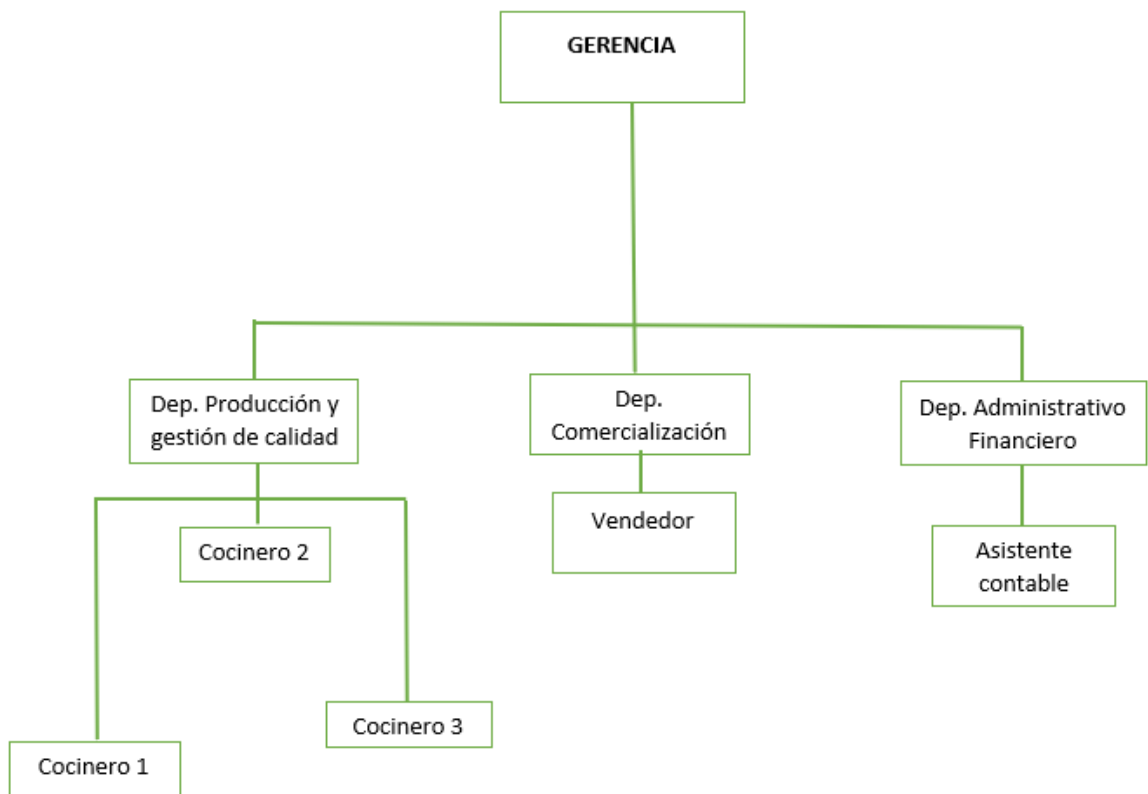 GERENCIA
Dep. Producción y
gestión de calidad
Dep.
Comercialización
Dep. Administrativo
Financiero
Vendedor
Cocinero 2
Asistente
contable
Cocinero 3
Cocinero 1